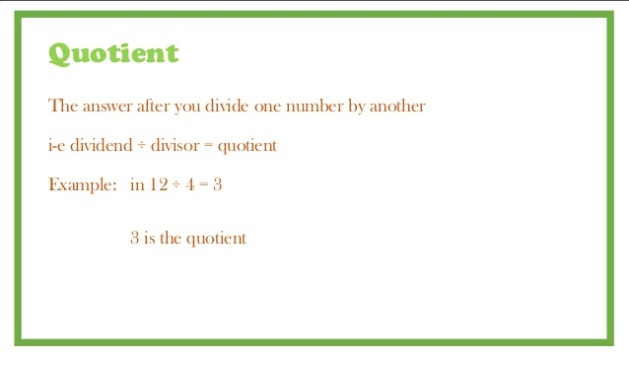 Quotient
The answer after you divide one number by another
i-e dividend ÷ divisor = quotient
Example: in 12 ÷ 4 = 3
3 is the quotient